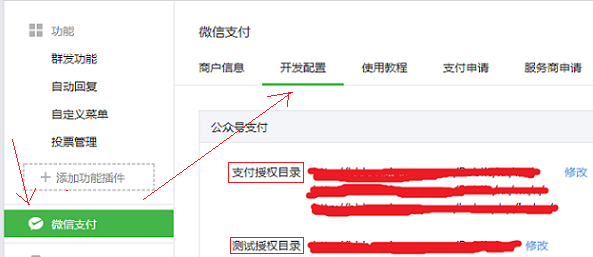 功能
群发功能
自动回复
自定义菜单
投票管理
+ 添加功能插件
微信支付
微信支付
商户信息 开发配置 使用教程 支付申请 服务商申请
公众号支付
支付授权目录 修改
测试授权目录 修改